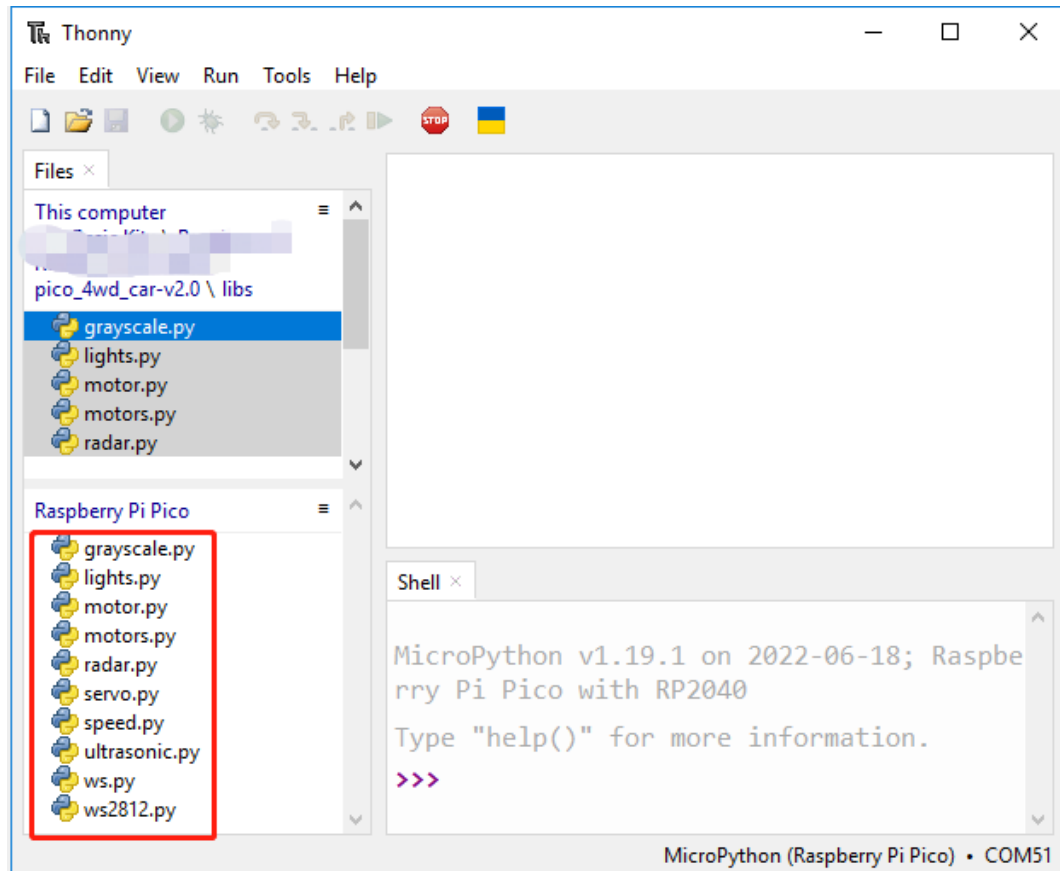 Thonny
File Edit View Run Tools Help
STOP
Files
This computer
pico_4wd_car-v2.0 \ libs
grayscale.py
lights.py
motor.py
motors.py
radar.py
Raspberry Pi Pico
grayscale.py
lights.py
motor.py
motors.py
radar.py
servo.py
speed.py
ultrasonic.py
ws.py
ws2812.py
Shell
MicroPython v1.19.1 on 2022-06-18; Raspbe
rry Pi Pico with RP2040
Type "help()" for more information.
>>>
MicroPython (Raspberry Pi Pico) • COM51